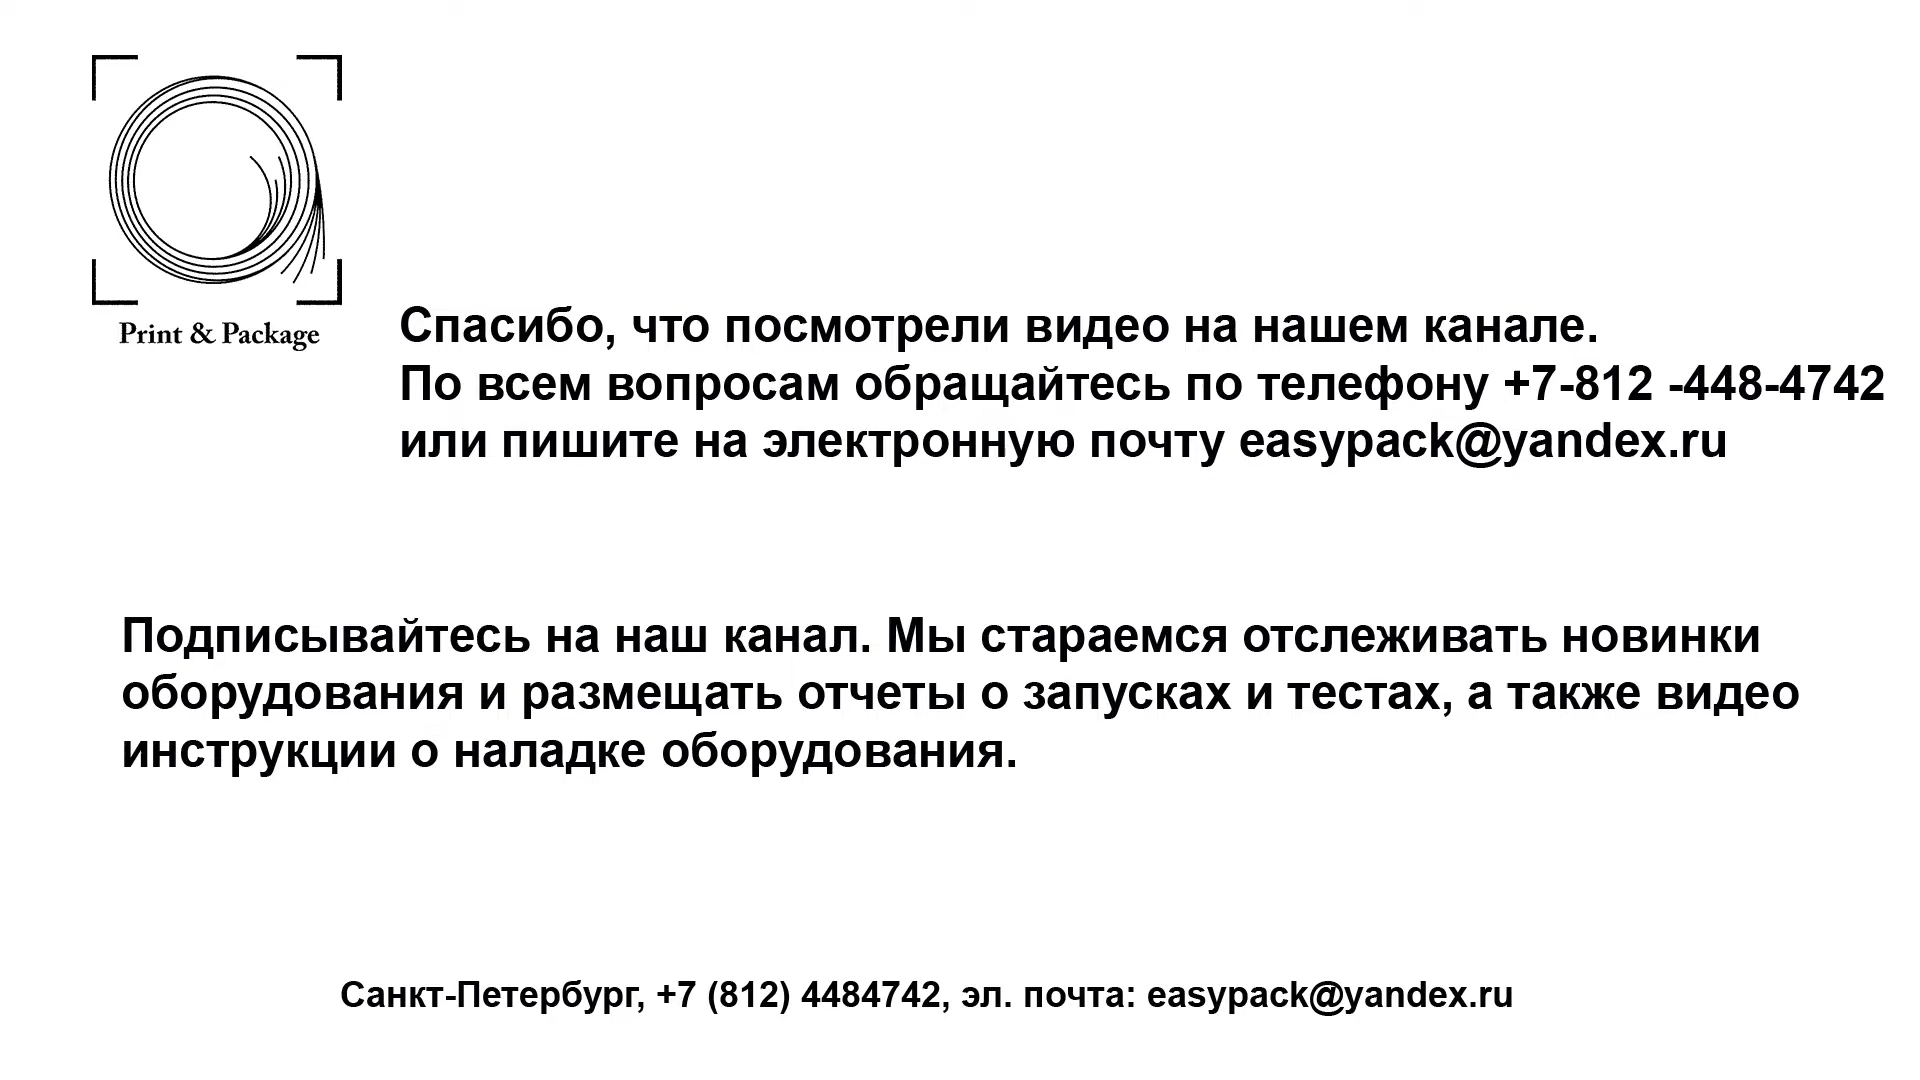 Print & Package
Спасибо, что посмотрели видео на нашем канале.
По всем вопросам обращайтесь по телефону +7-812 -448-4742
или пишите на электронную почту easypack@yandex.ru
Подписывайтесь на наш канал. Мы стараемся отслеживать новинки
оборудования и размещать отчеты о запусках и тестах, а также видео
инструкции о наладке оборудования.
Санкт-Петербург, +7 (812) 4484742, эл. почта: easypack@yandex.ru